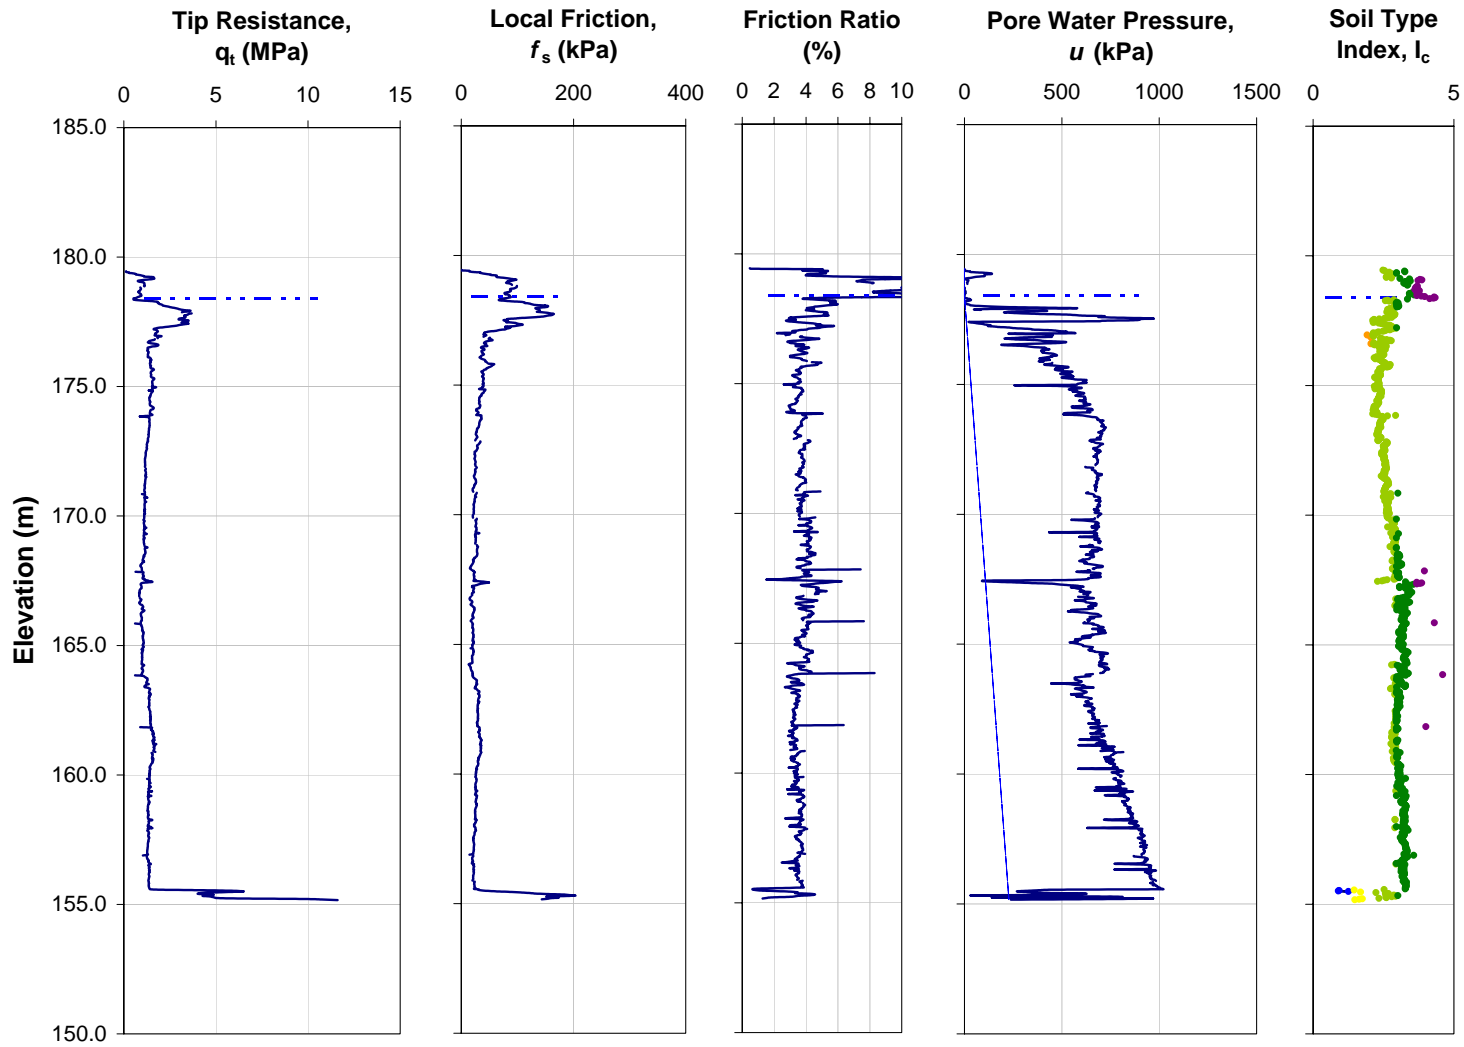 Tip Resistance,
qt (MPa)
Local Friction,
fs (kPa)
Friction Ratio
(%)
Pore Water Pressure,
u (kPa)
Soil Type
Index, Ic
0 5 10 15
0 200 400
0 2 4 6 8 10
0 500 1000 1500
0 5
185.0
180.0
175.0
170.0
165.0
160.0
155.0
150.0
Elevation (m)